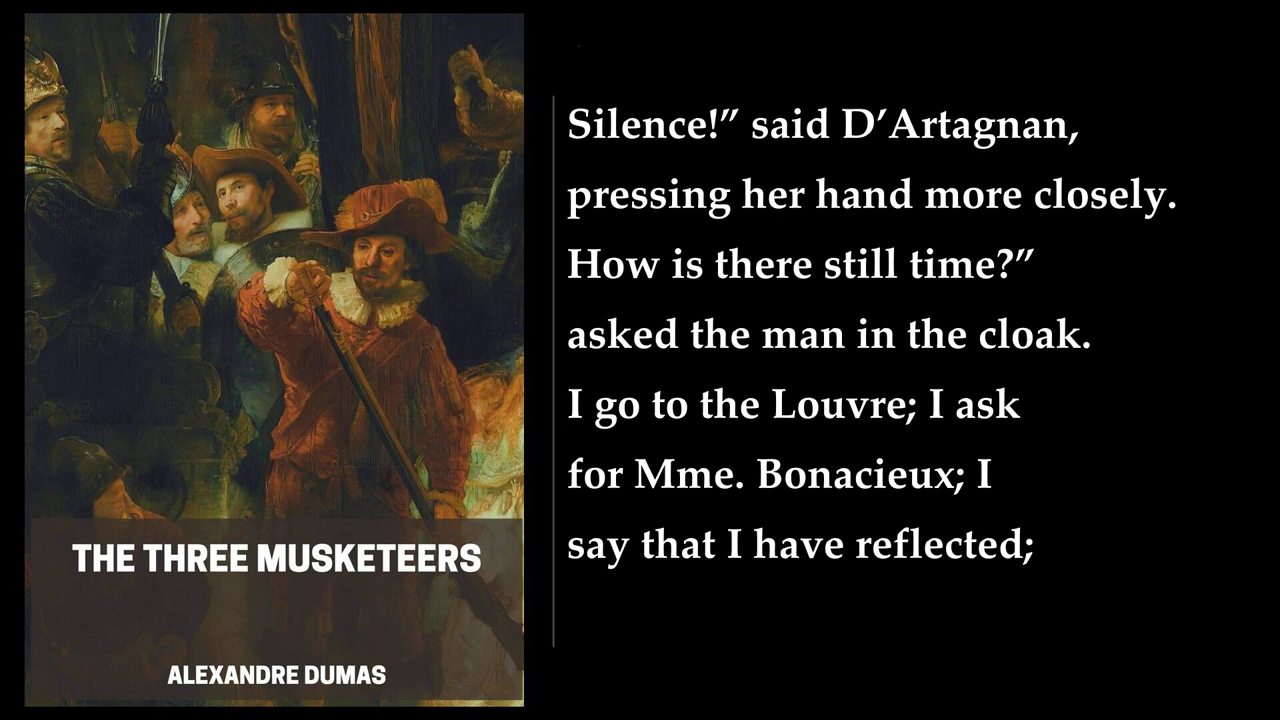 THE THREE MUSKETEERS
ALEXANDRE DUMAS
Silence!” said D’Artagnan,
pressing her hand more closely.
How is there still time?”
asked the man in the cloak.
I go to the Louvre; I ask
for Mme. Bonacieux; I
say that I have reflected;